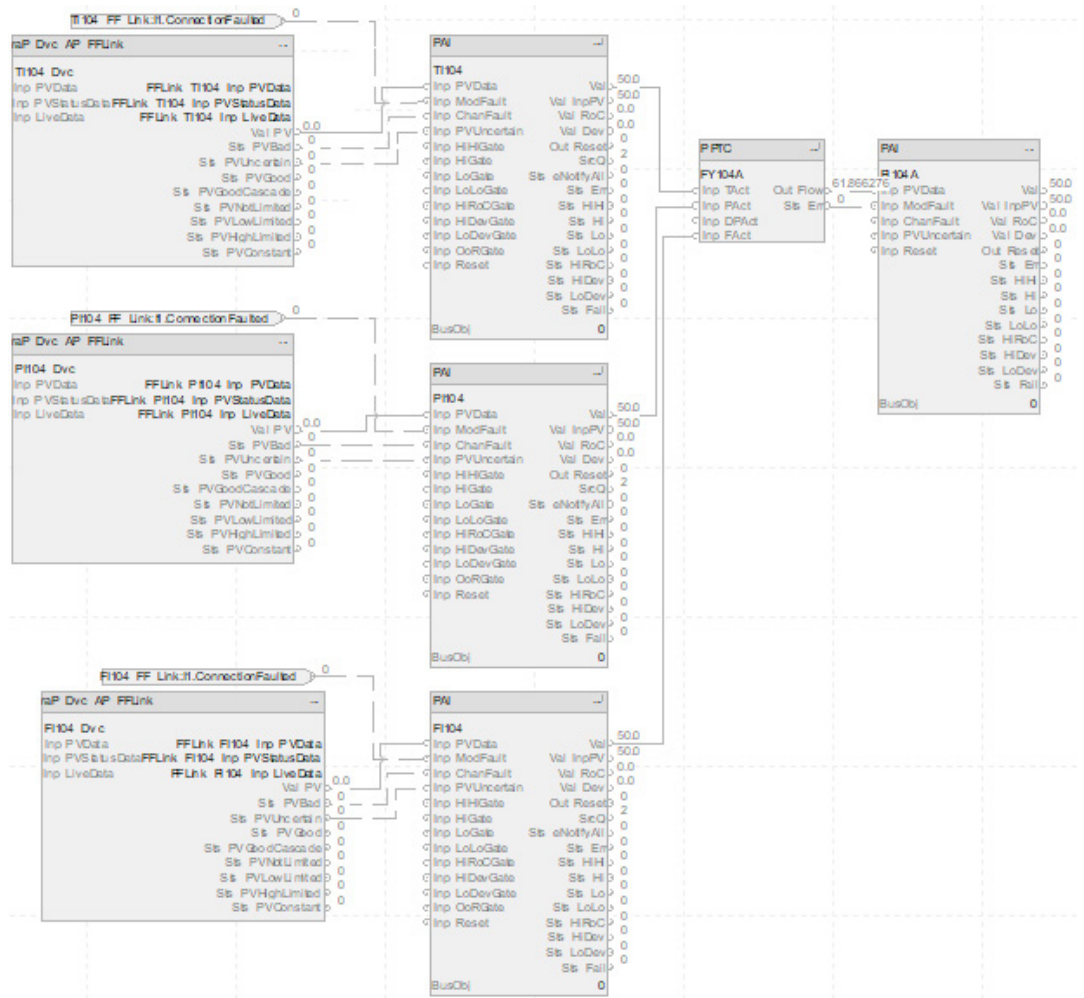 TI104 FF Link:I1.ConnectionFaulted 0
raP Dvc AP FFLink ...
TI104 Dvc
Inp PVData FFLink TI104 Inp PVData
Inp PVStatusData FFLink TI104 Inp PVStatusData
Inp LiveData FFLink TI104 Inp LiveData
Val PV 0.0
Sts PVBad 0
Sts PVUncertain 0
Sts PVGood 0
Sts PVGoodCascade 0
Sts PVNotLimited 0
Sts PVLowLimited 0
Sts PVHighLimited 0
Sts PVConstant 0
PAI
TI104
Inp PVData Val 50.0
Inp ModFault Val InpPV 50.0
Inp ChanFault Val RoC 0.0
Inp PVUncertain Val Dev 0.0
Inp HiHiGate Out Reset 0
Inp HiGate SrcQ 2
Inp LoGate Sts eNotifyAll 0
Inp LoLoGate Sts Err 0
Inp HiRoCGate Sts HiHi 0
Inp HiDevGate Sts Hi 0
Inp LoDevGate Sts Lo 0
Inp OoRGate Sts LoLo 0
Inp Reset Sts HiRoC 0
Sts HiDev 0
Sts LoDev 0
Sts Fail 0
BusObj 0
PPTC
FY104A
Inp TAct Out Flow 61.866276
Inp PAct Sts Err 0
Inp DPAct
Inp FAct
PAI ...
FI104A
Inp PVData Val 50.0
Inp ModFault Val InpPV 50.0
Inp ChanFault Val RoC 0.0
Inp PVUncertain Val Dev 0.0
Inp Reset Out Reset 0
Sts Err 0
Sts HiHi 0
Sts Hi 0
Sts Lo 0
Sts LoLo 0
Sts HiRoC 0
Sts HiDev 0
Sts LoDev 0
Sts Fail 0
BusObj 0
PI104 FF Link:I1.ConnectionFaulted 0
raP Dvc AP FFLink ...
PI104 Dvc
Inp PVData FFLink PI104 Inp PVData
Inp PVStatusData FFLink PI104 Inp PVStatusData
Inp LiveData FFLink PI104 Inp LiveData
Val PV 0.0
Sts PVBad 0
Sts PVUncertain 0
Sts PVGood 0
Sts PVGoodCascade 0
Sts PVNotLimited 0
Sts PVLowLimited 0
Sts PVHighLimited 0
Sts PVConstant 0
PAI
PI104
Inp PVData Val 50.0
Inp ModFault Val InpPV 50.0
Inp ChanFault Val RoC 0.0
Inp PVUncertain Val Dev 0.0
Inp HiHiGate Out Reset 0
Inp HiGate SrcQ 2
Inp LoGate Sts eNotifyAll 0
Inp LoLoGate Sts Err 0
Inp HiRoCGate Sts HiHi 0
Inp HiDevGate Sts Hi 0
Inp LoDevGate Sts Lo 0
Inp OoRGate Sts LoLo 0
Inp Reset Sts HiRoC 0
Sts HiDev 0
Sts LoDev 0
Sts Fail 0
BusObj 0
FI104 FF Link:I1.ConnectionFaulted 0
raP Dvc AP FFLink ...
FI104 Dvc
Inp PVData FFLink FI104 Inp PVData
Inp PVStatusData FFLink FI104 Inp PVStatusData
Inp LiveData FFLink FI104 Inp LiveData
Val PV 0.0
Sts PVBad 0
Sts PVUncertain 0
Sts PVGood 0
Sts PVGoodCascade 0
Sts PVNotLimited 0
Sts PVLowLimited 0
Sts PVHighLimited 0
Sts PVConstant 0
PAI
FI104
Inp PVData Val 50.0
Inp ModFault Val InpPV 50.0
Inp ChanFault Val RoC 0.0
Inp PVUncertain Val Dev 0.0
Inp HiHiGate Out Reset 0
Inp HiGate SrcQ 2
Inp LoGate Sts eNotifyAll 0
Inp LoLoGate Sts Err 0
Inp HiRoCGate Sts HiHi 0
Inp HiDevGate Sts Hi 0
Inp LoDevGate Sts Lo 0
Inp OoRGate Sts LoLo 0
Inp Reset Sts HiRoC 0
Sts HiDev 0
Sts LoDev 0
Sts Fail 0
BusObj 0